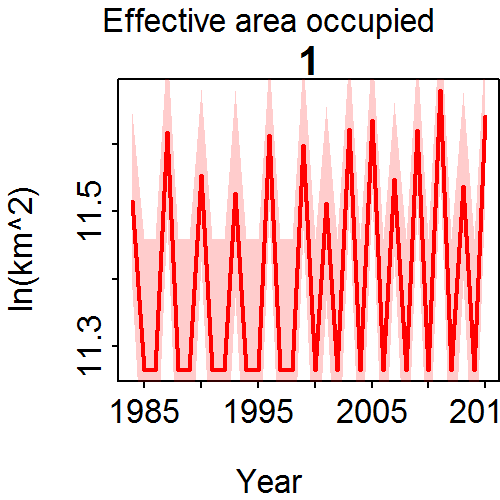 Effective area occupied
1
ln(km^2)
11.5
11.3
1985 1995 2005 201
Year